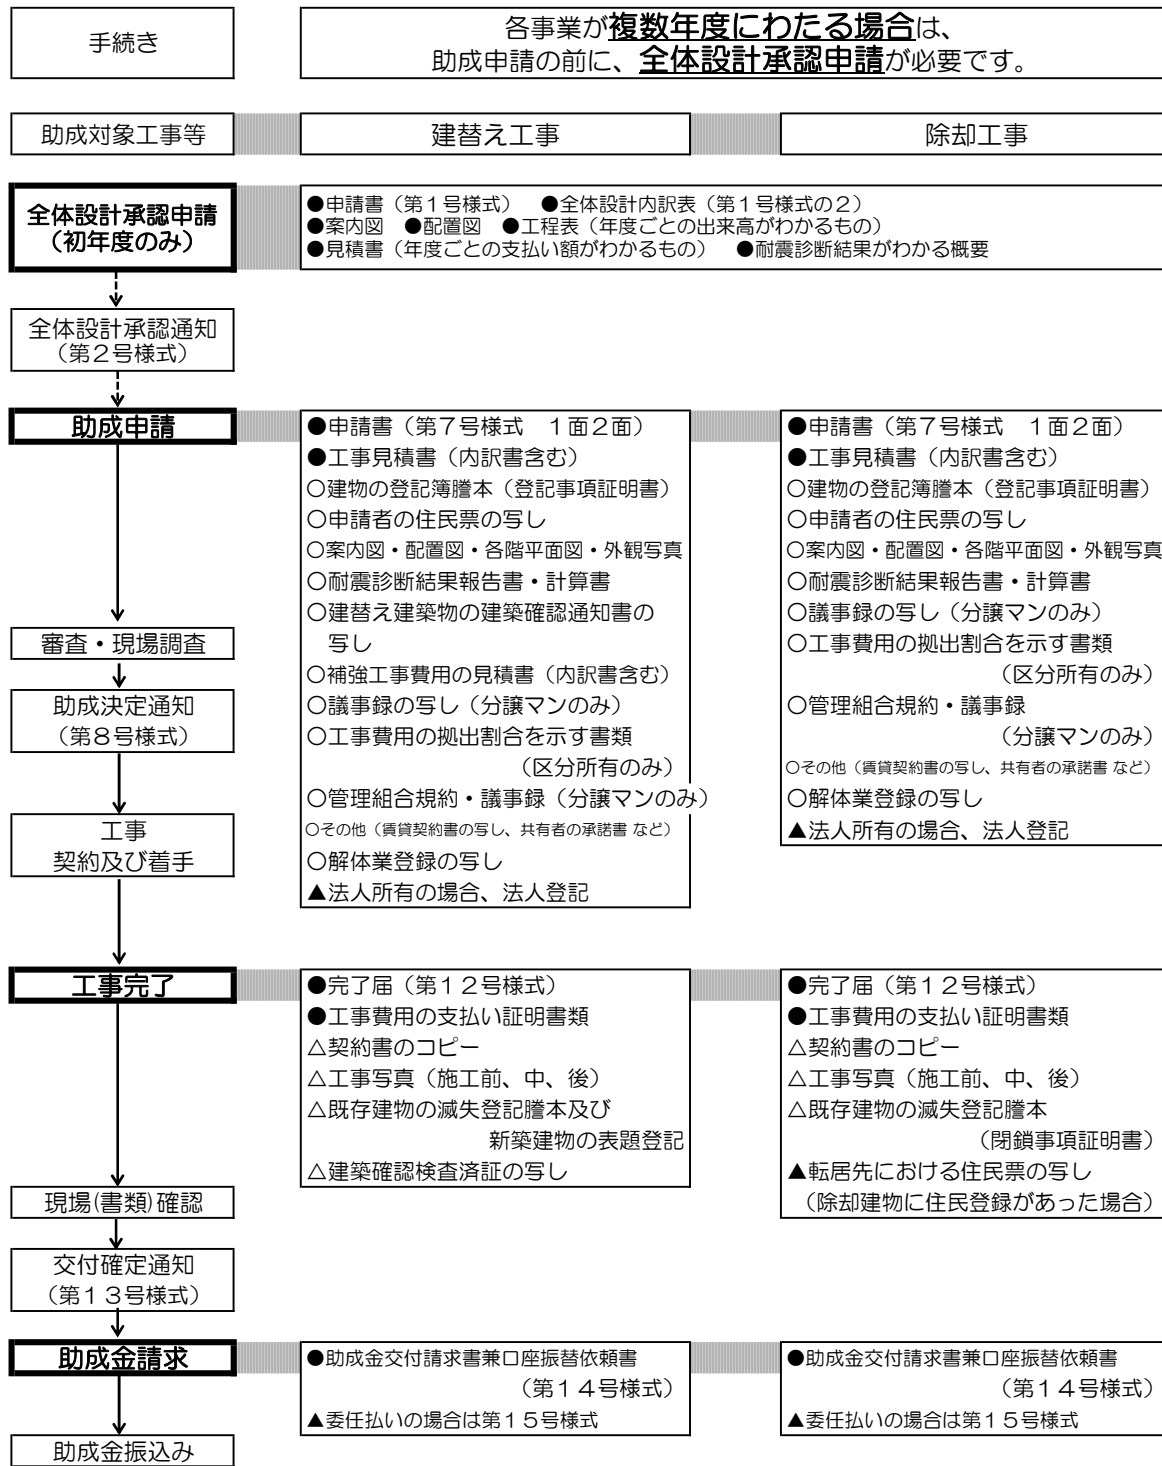 手続き
各事業が複数年度にわたる場合は、
助成申請の前に、全体設計承認申請が必要です。
助成対象工事等
建替え工事
除却工事
全体設計承認申請
（初年度のみ）
●申請書（第１号様式）　●全体設計内訳表（第１号様式の２）
●案内図　●配置図　●工程表（年度ごとの出来高がわかるもの）
●見積書（年度ごとの支払い額がわかるもの）　●耐震診断結果がわかる概要
全体設計承認通知
（第２号様式）
助成申請
●申請書（第７号様式　１面２面）
●工事見積書（内訳書含む）
○建物の登記簿謄本（登記事項証明書）
○申請者の住民票の写し
○案内図・配置図・各階平面図・外観写真
○耐震診断結果報告書・計算書
○建替え建築物の建築確認通知書の
写し
○補強工事費用の見積書（内訳書含む）
○議事録の写し（分譲マンのみ）
○工事費用の拠出割合を示す書類
（区分所有のみ）
○管理組合規約・議事録（分譲マンのみ）
○その他（賃貸契約書の写し、共有者の承諾書 など）
○解体業登録の写し
▲法人所有の場合、法人登記
●申請書（第７号様式　１面２面）
●工事見積書（内訳書含む）
○建物の登記簿謄本（登記事項証明書）
○申請者の住民票の写し
○案内図・配置図・各階平面図・外観写真
○耐震診断結果報告書・計算書
○議事録の写し（分譲マンのみ）
○工事費用の拠出割合を示す書類
（区分所有のみ）
○管理組合規約・議事録
（分譲マンのみ）
○その他（賃貸契約書の写し、共有者の承諾書 など）
○解体業登録の写し
▲法人所有の場合、法人登記
審査・現場調査
助成決定通知
（第８号様式）
工事
契約及び着手
工事完了
●完了届（第１２号様式）
●工事費用の支払い証明書類
△契約書のコピー
△工事写真（施工前、中、後）
△既存建物の滅失登記謄本及び
新築建物の表題登記
△建築確認検査済証の写し
●完了届（第１２号様式）
●工事費用の支払い証明書類
△契約書のコピー
△工事写真（施工前、中、後）
△既存建物の滅失登記謄本
（閉鎖事項証明書）
▲転居先における住民票の写し
（除却建物に住民登録があった場合）
現場(書類)確認
交付確定通知
（第１３号様式）
助成金請求
●助成金交付請求書兼口座振替依頼書
（第１４号様式）
▲委任払いの場合は第１５号様式
●助成金交付請求書兼口座振替依頼書
（第１４号様式）
▲委任払いの場合は第１５号様式
助成金振込み